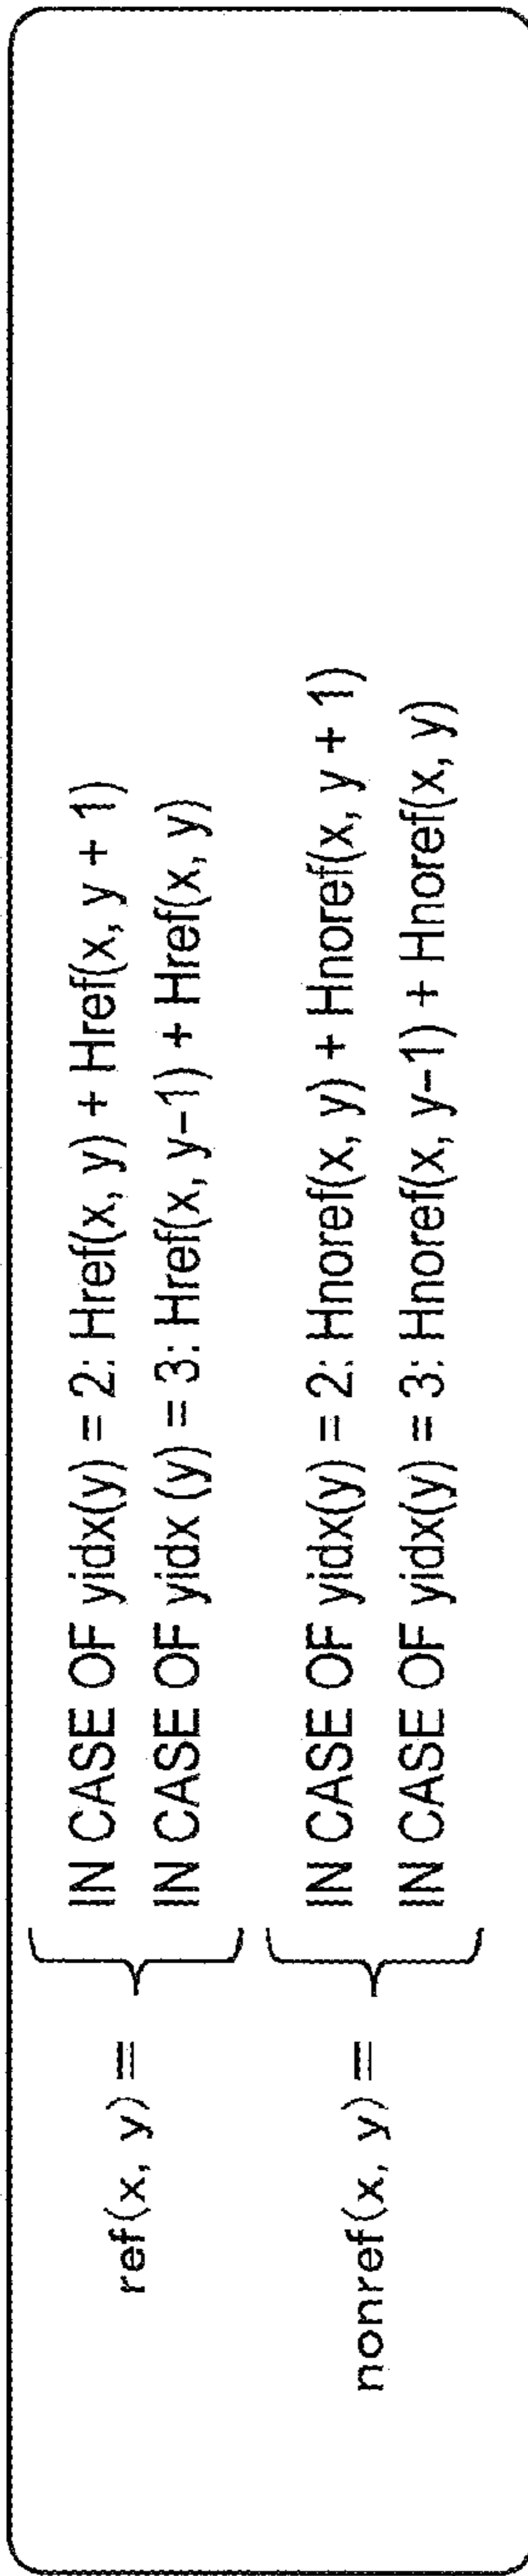 ref(x, y) =
IN CASE OF yidx(y) = 2: Href(x, y) + Href(x, y + 1)
IN CASE OF yidx (y) = 3: Href(x, y-1) + Href(x, y)
nonref(x, y) =
IN CASE OF yidx(y) = 2: Hnoref(x, y) + Hnoref(x, y + 1)
IN CASE OF yidx(y) = 3: Hnoref(x, y-1) + Hnoref(x, y)